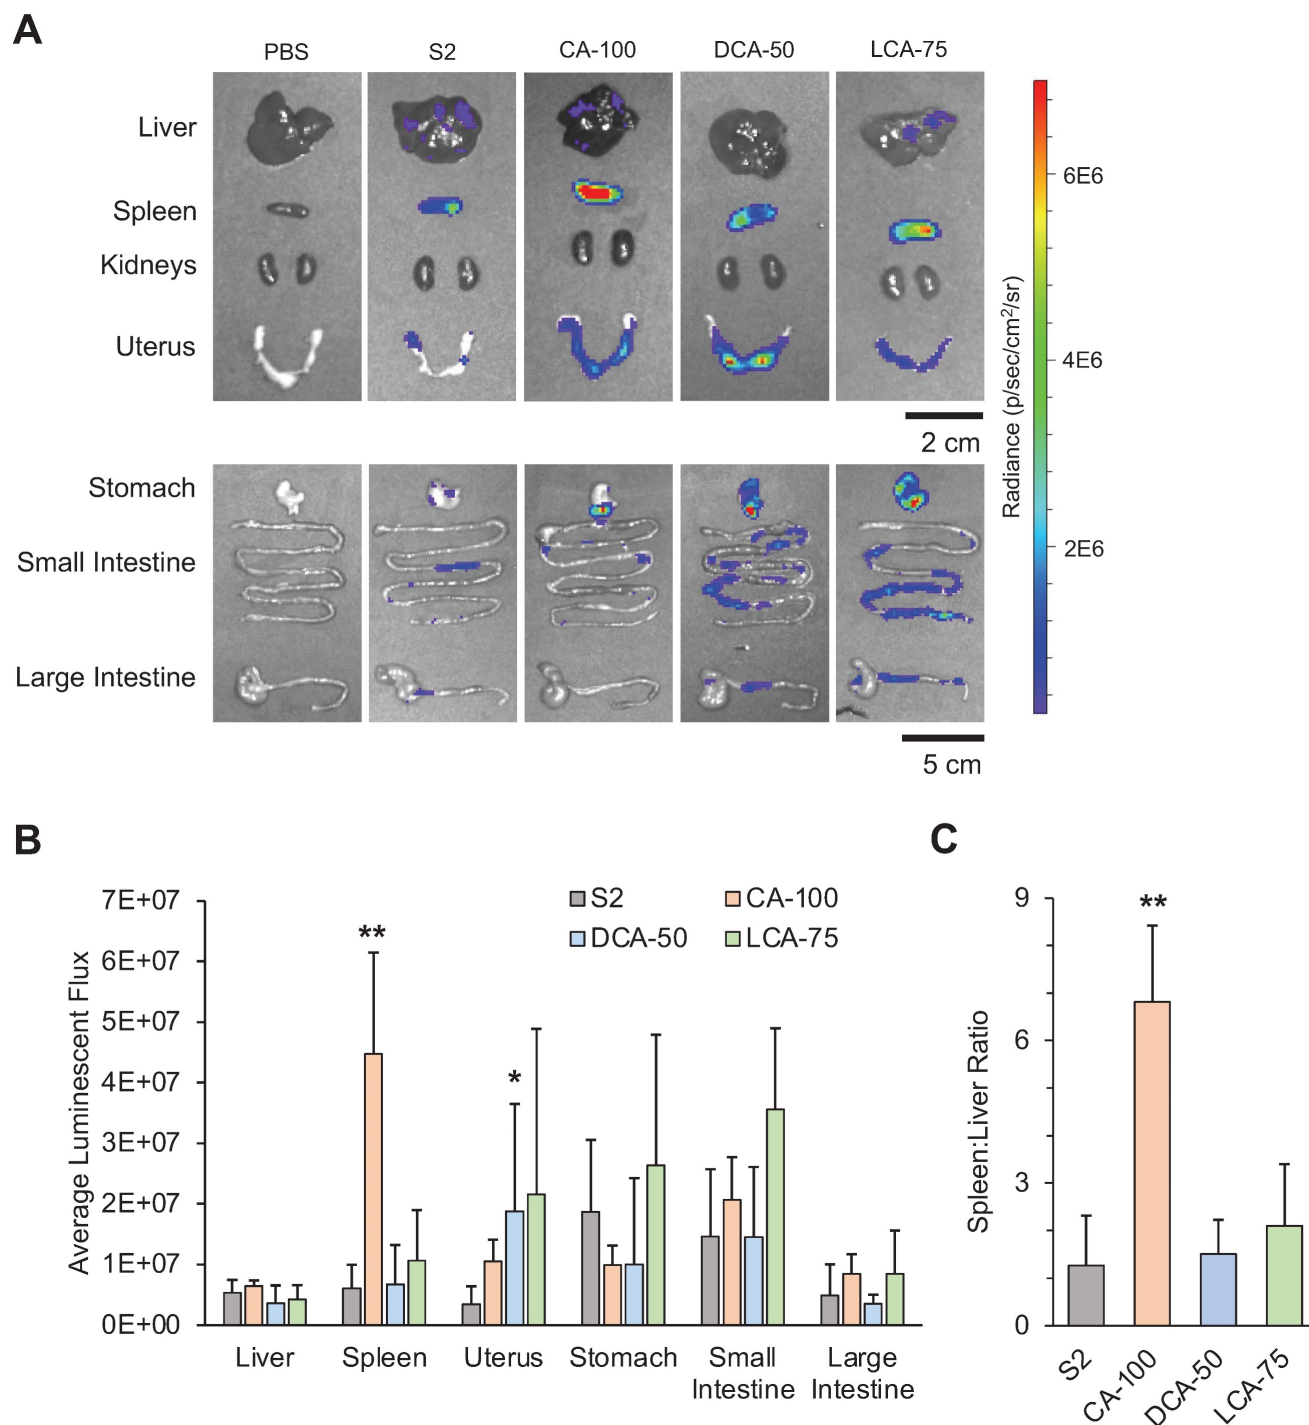 A
PBS
S2
CA-100
DCA-50
LCA-75
Liver
Spleen
Kidneys
Uterus
2 cm
Stomach
Small Intestine
Large Intestine
5 cm
6E6
4E6
2E6
Radiance (p/sec/cm²/sr)
B
Average Luminescent Flux
7E+07
6E+07
5E+07
4E+07
3E+07
2E+07
1E+07
0E+00
S2
CA-100
DCA-50
LCA-75
**
*
Liver
Spleen
Uterus
Stomach
Small
Intestine
Large
Intestine
C
Spleen:Liver Ratio
9
6
3
0
**
S2
CA-100
DCA-50
LCA-75